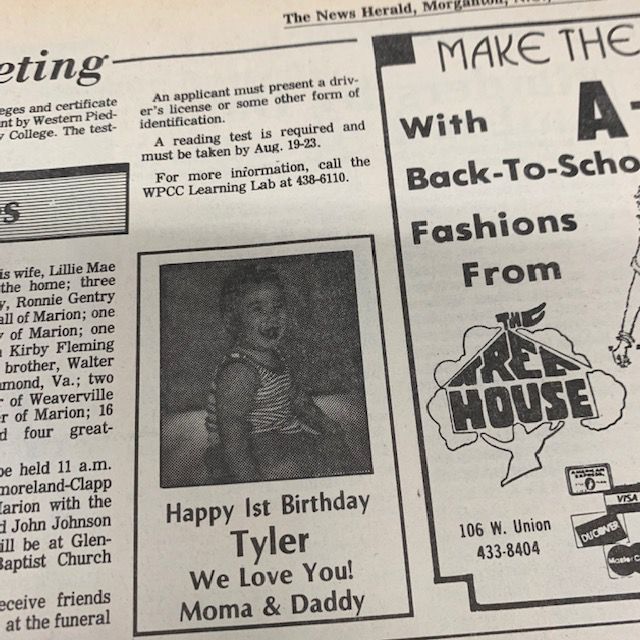 The News Herald, Morganton, N.C.,
eting
eges and certificate
nt by Western Pied-
College. The test-
An applicant must present a driv-
er's license or some other form of
identification.
A reading test is required and
must be taken by Aug. 19-23.
For more information, call the
WPCC Learning Lab at 438-6110.
s
is wife, Lillie Mae
the home; three
y, Ronnie Gentry
all of Marion; one
y of Marion; one
Kirby Fleming
brother, Walter
mond, Va.; two
r of Weaverville
er of Marion; 16
d four great-
be held 11 a.m.
moreland-Clapp
Marion with the
d John Johnson
ill be at Glen-
Baptist Church
eceive friends
at the funeral
Happy 1st Birthday
Tyler
We Love You!
Moma & Daddy
MAKE THE
With A
Back-To-Scho
Fashions
From
THE
TREE
HOUSE
106 W. Union
433-8404
AMERICAN EXPRESS
VISA
DISCOVER
MasterC